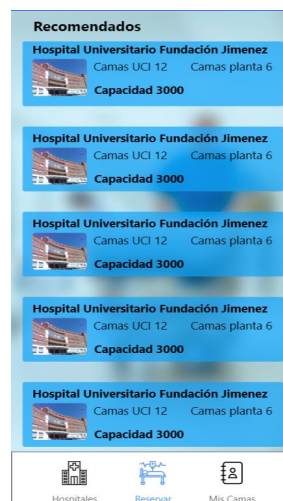 Recomendados
Hospital Universitario Fundación Jimenez
Camas UCI 12 Camas planta 6
Capacidad 3000
Hospital Universitario Fundación Jimenez
Camas UCI 12 Camas planta 6
Capacidad 3000
Hospital Universitario Fundación Jimenez
Camas UCI 12 Camas planta 6
Capacidad 3000
Hospital Universitario Fundación Jimenez
Camas UCI 12 Camas planta 6
Capacidad 3000
Hospital Universitario Fundación Jimenez
Camas UCI 12 Camas planta 6
Capacidad 3000
Hospitales Reservar Mis Camas